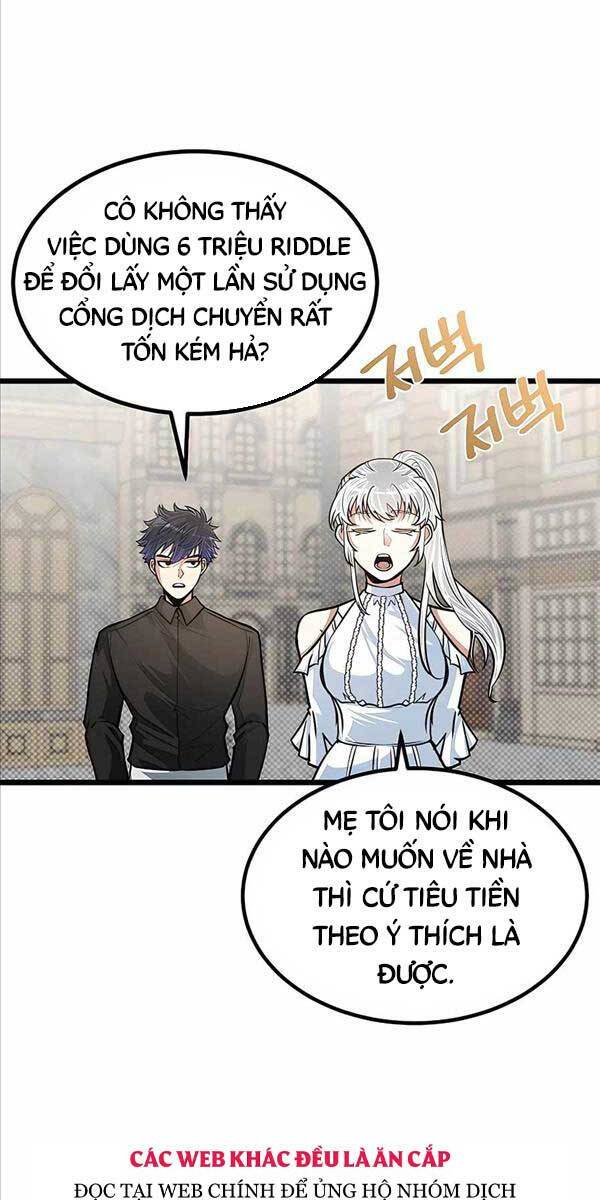 CÔ KHÔNG THẤY
VIỆC DÙNG 6 TRIỆU RIDDLE
ĐỂ ĐỔI LẤY MỘT LẦN SỬ DỤNG
CỔNG DỊCH CHUYỂN RẤT
TỐN KÉM HẢ?
저벅
저벅
MẸ TÔI NÓI KHI
NÀO MUỐN VỀ NHÀ
THÌ CỨ TIÊU TIỀN
THEO Ý THÍCH LÀ
ĐƯỢC.
CÁC WEB KHÁC ĐỀU LÀ ĂN CẮP
ĐỌC TẠI WEB CHÍNH ĐỂ ỦNG HỘ NHÓM DỊCH